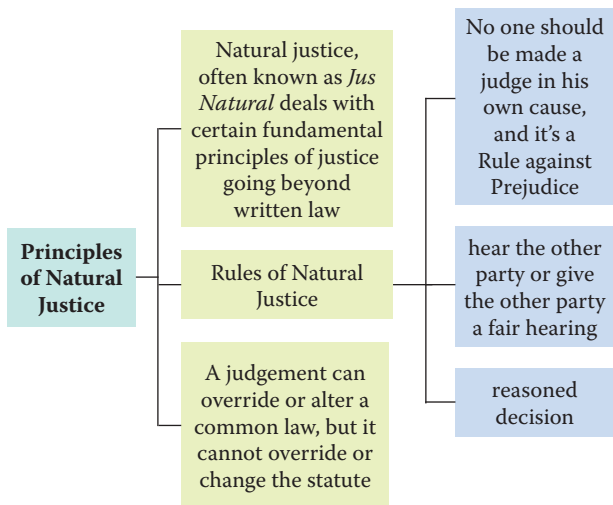 Principles
of Natural
Justice
Natural justice,
often known as Jus
Natural deals with
certain fundamental
principles of justice
going beyond
written law
Rules of Natural
Justice
A judgement can
override or alter a
common law, but it
cannot override or
change the statute
No one should
be made a
judge in his
own cause,
and it's a
Rule against
Prejudice
hear the other
party or give
the other party
a fair hearing
reasoned
decision